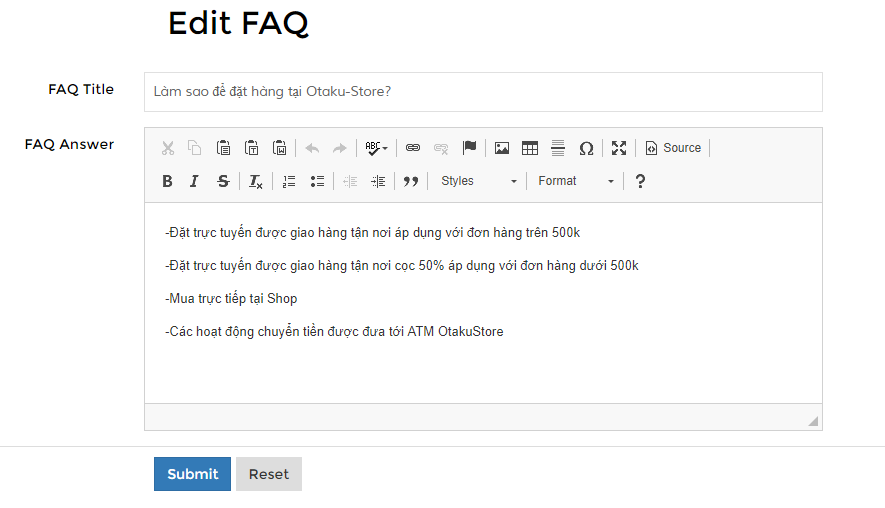 Edit FAQ
FAQ Title
Làm sao để đặt hàng tại Otaku-Store?
FAQ Answer
ABC
Source
B I S Tx
Styles
Format
?
-Đặt trực tuyến được giao hàng tận nơi áp dụng với đơn hàng trên 500k
-Đặt trực tuyến được giao hàng tận nơi cọc 50% áp dụng với đơn hàng dưới 500k
-Mua trực tiếp tại Shop
-Các hoạt động chuyển tiền được đưa tới ATM OtakuStore
Submit
Reset